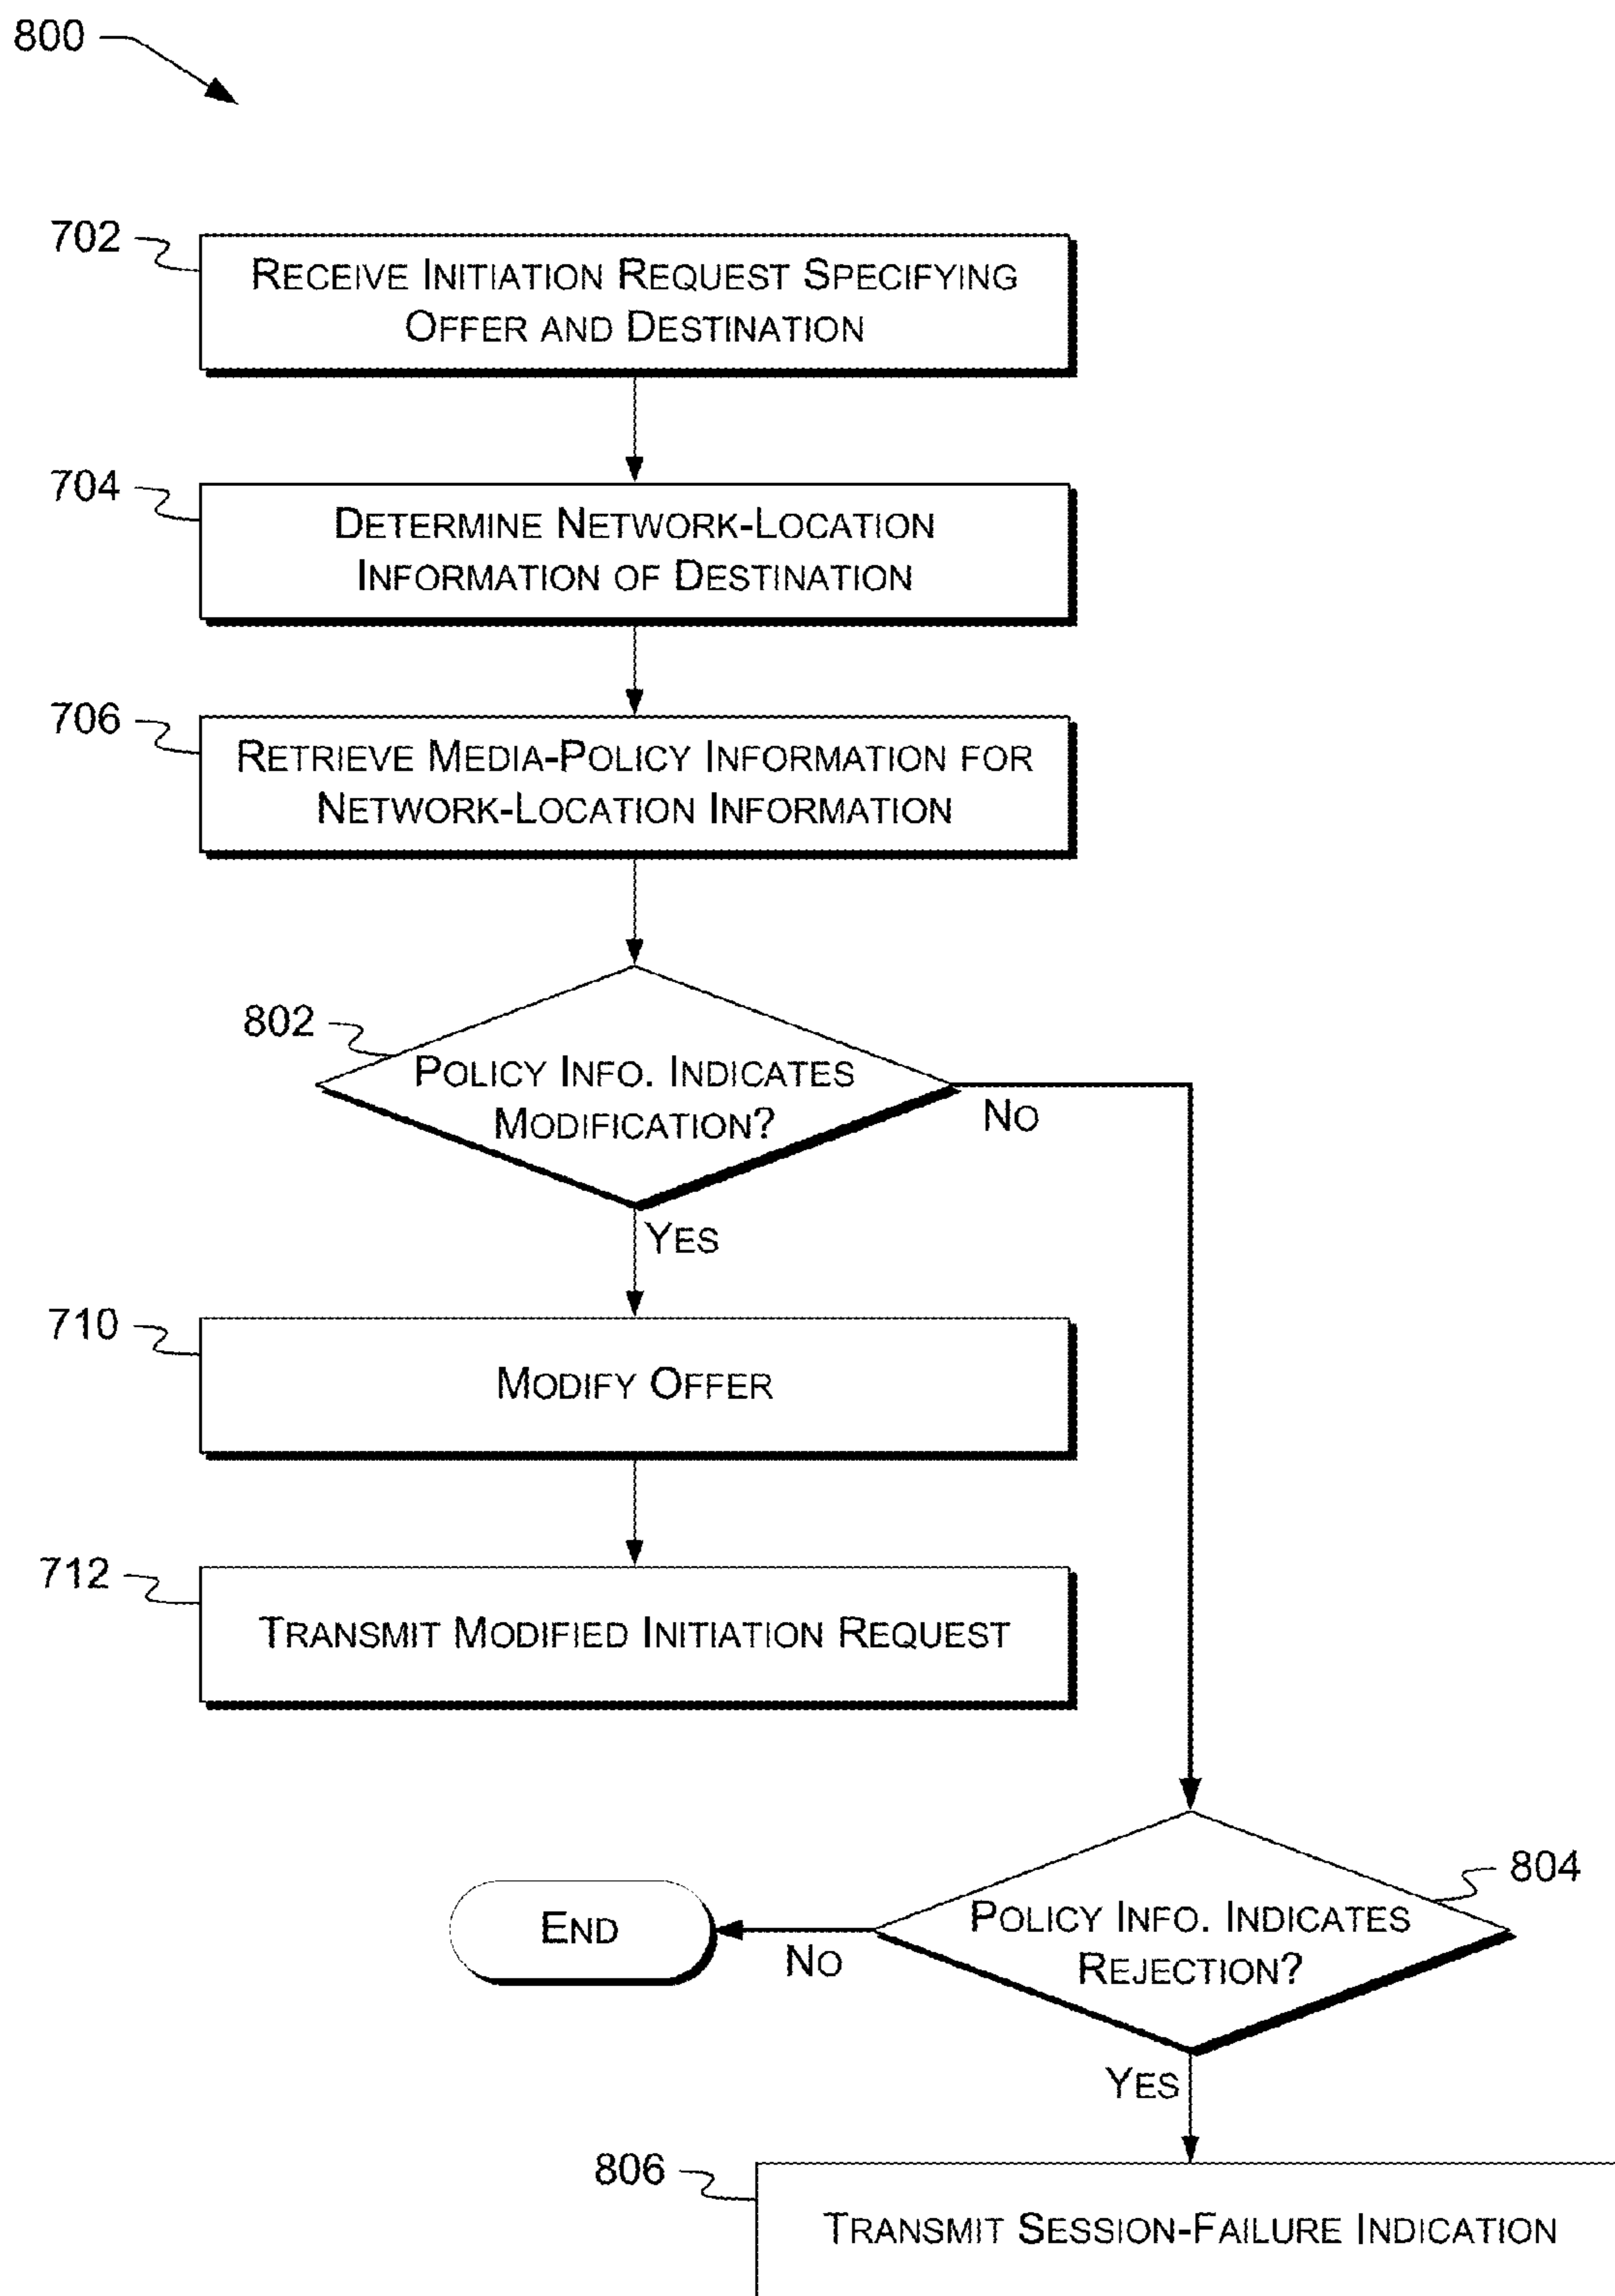 800
702
RECEIVE INITIATION REQUEST SPECIFYING
OFFER AND DESTINATION
704
DETERMINE NETWORK-LOCATION
INFORMATION OF DESTINATION
706
RETRIEVE MEDIA-POLICY INFORMATION FOR
NETWORK-LOCATION INFORMATION
802
POLICY INFO. INDICATES
MODIFICATION?
NO
YES
710
MODIFY OFFER
712
TRANSMIT MODIFIED INITIATION REQUEST
804
POLICY INFO. INDICATES
REJECTION?
END
NO
YES
806
TRANSMIT SESSION-FAILURE INDICATION